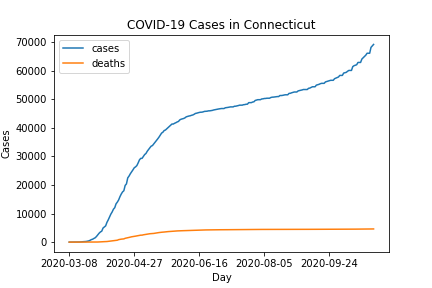 COVID-19 Cases in Connecticut
cases
deaths
70000
60000
50000
40000
30000
20000
10000
0
Cases
2020-03-08 2020-04-27 2020-06-16 2020-08-05 2020-09-24
Day